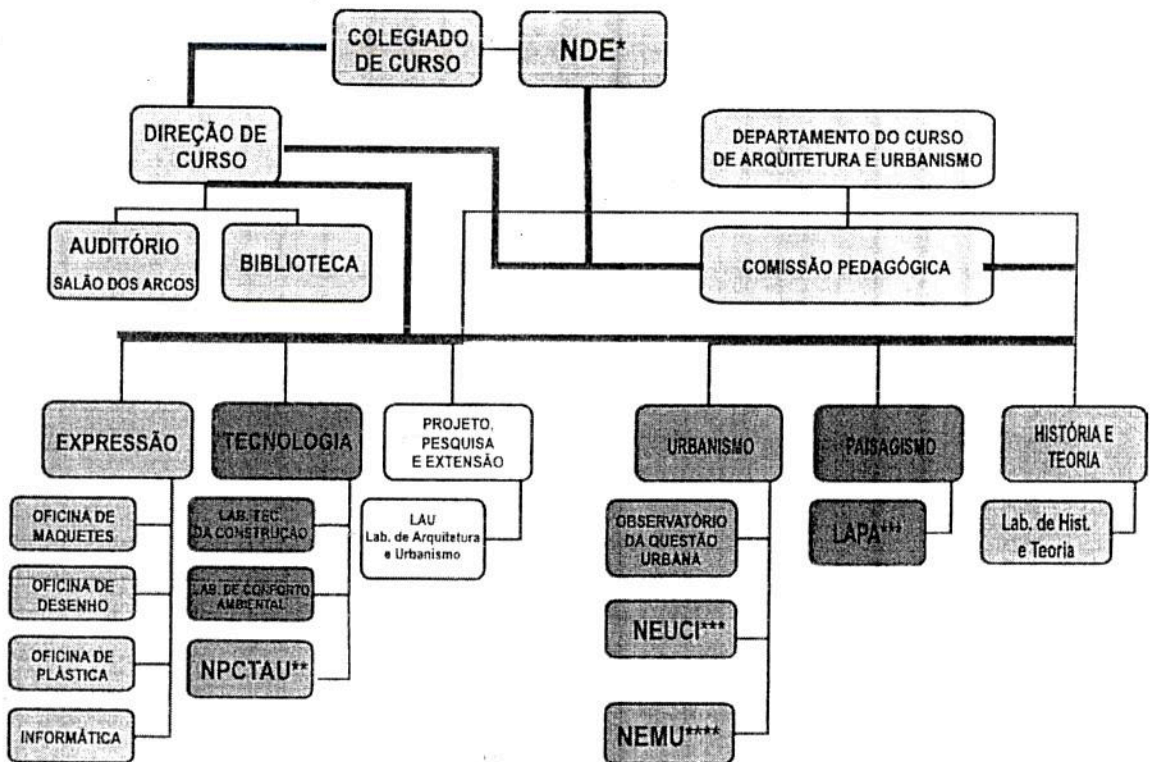 COLEGIADO
DE CURSO
NDE*
DIREÇÃO DE
CURSO
DEPARTAMENTO DO CURSO
DE ARQUITETURA E URBANISMO
AUDITÓRIO
SALÃO DOS ARCOS
BIBLIOTECA
COMISSÃO PEDAGÓGICA
EXPRESSÃO
TECNOLOGIA
PROJETO,
PESQUISA
E EXTENSÃO
URBANISMO
PAISAGISMO
HISTÓRIA E
TEORIA
OFICINA DE
MAQUETES
OFICINA DE
DESENHO
OFICINA DE
PLÁSTICA
INFORMÁTICA
LAB. TEC.
DA CONSTRUÇÃO
LAB. DE CONFORTO
AMBIENTAL
NPCTAU**
LAU
Lab. de Arquitetura
e Urbanismo
OBSERVATÓRIO
DA QUESTÃO
URBANA
NEUCI***
NEMU****
LAPA***
Lab. de Hist.
e Teoria